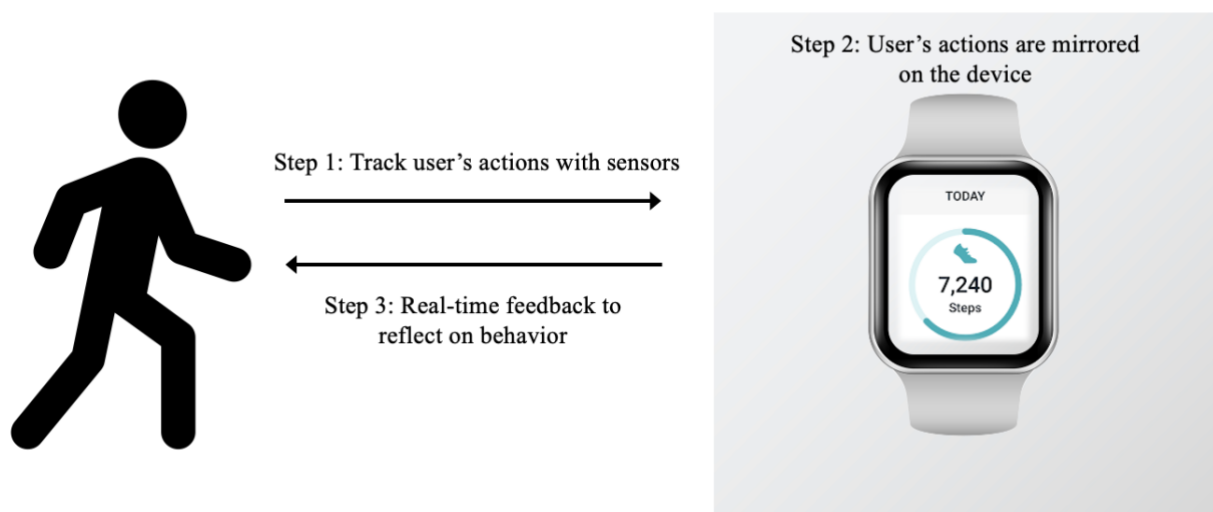 Step 1: Track user’s actions with sensors
Step 3: Real-time feedback to
reflect on behavior
Step 2: User’s actions are mirrored
on the device
TODAY
7,240
Steps